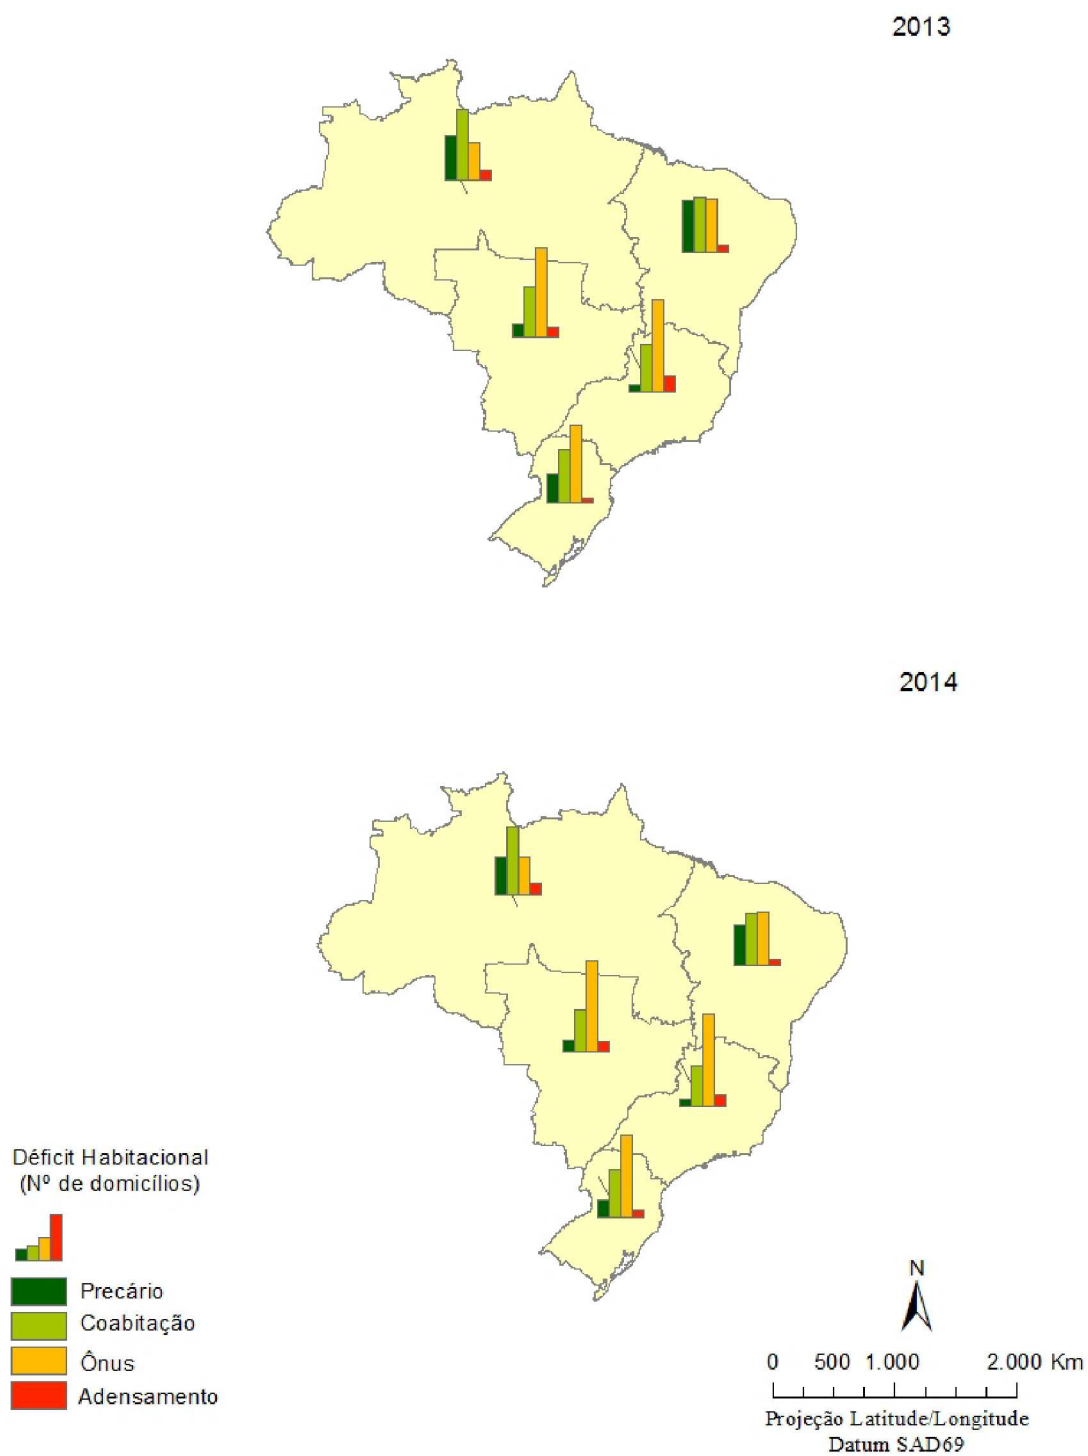 2013
2014
Déficit Habitacional
(Nº de domicílios)
Precário
Coabitação
Ônus
Adensamento
N
0 500 1.000 2.000 Km
Projeção Latitude/Longitude
Datum SAD69